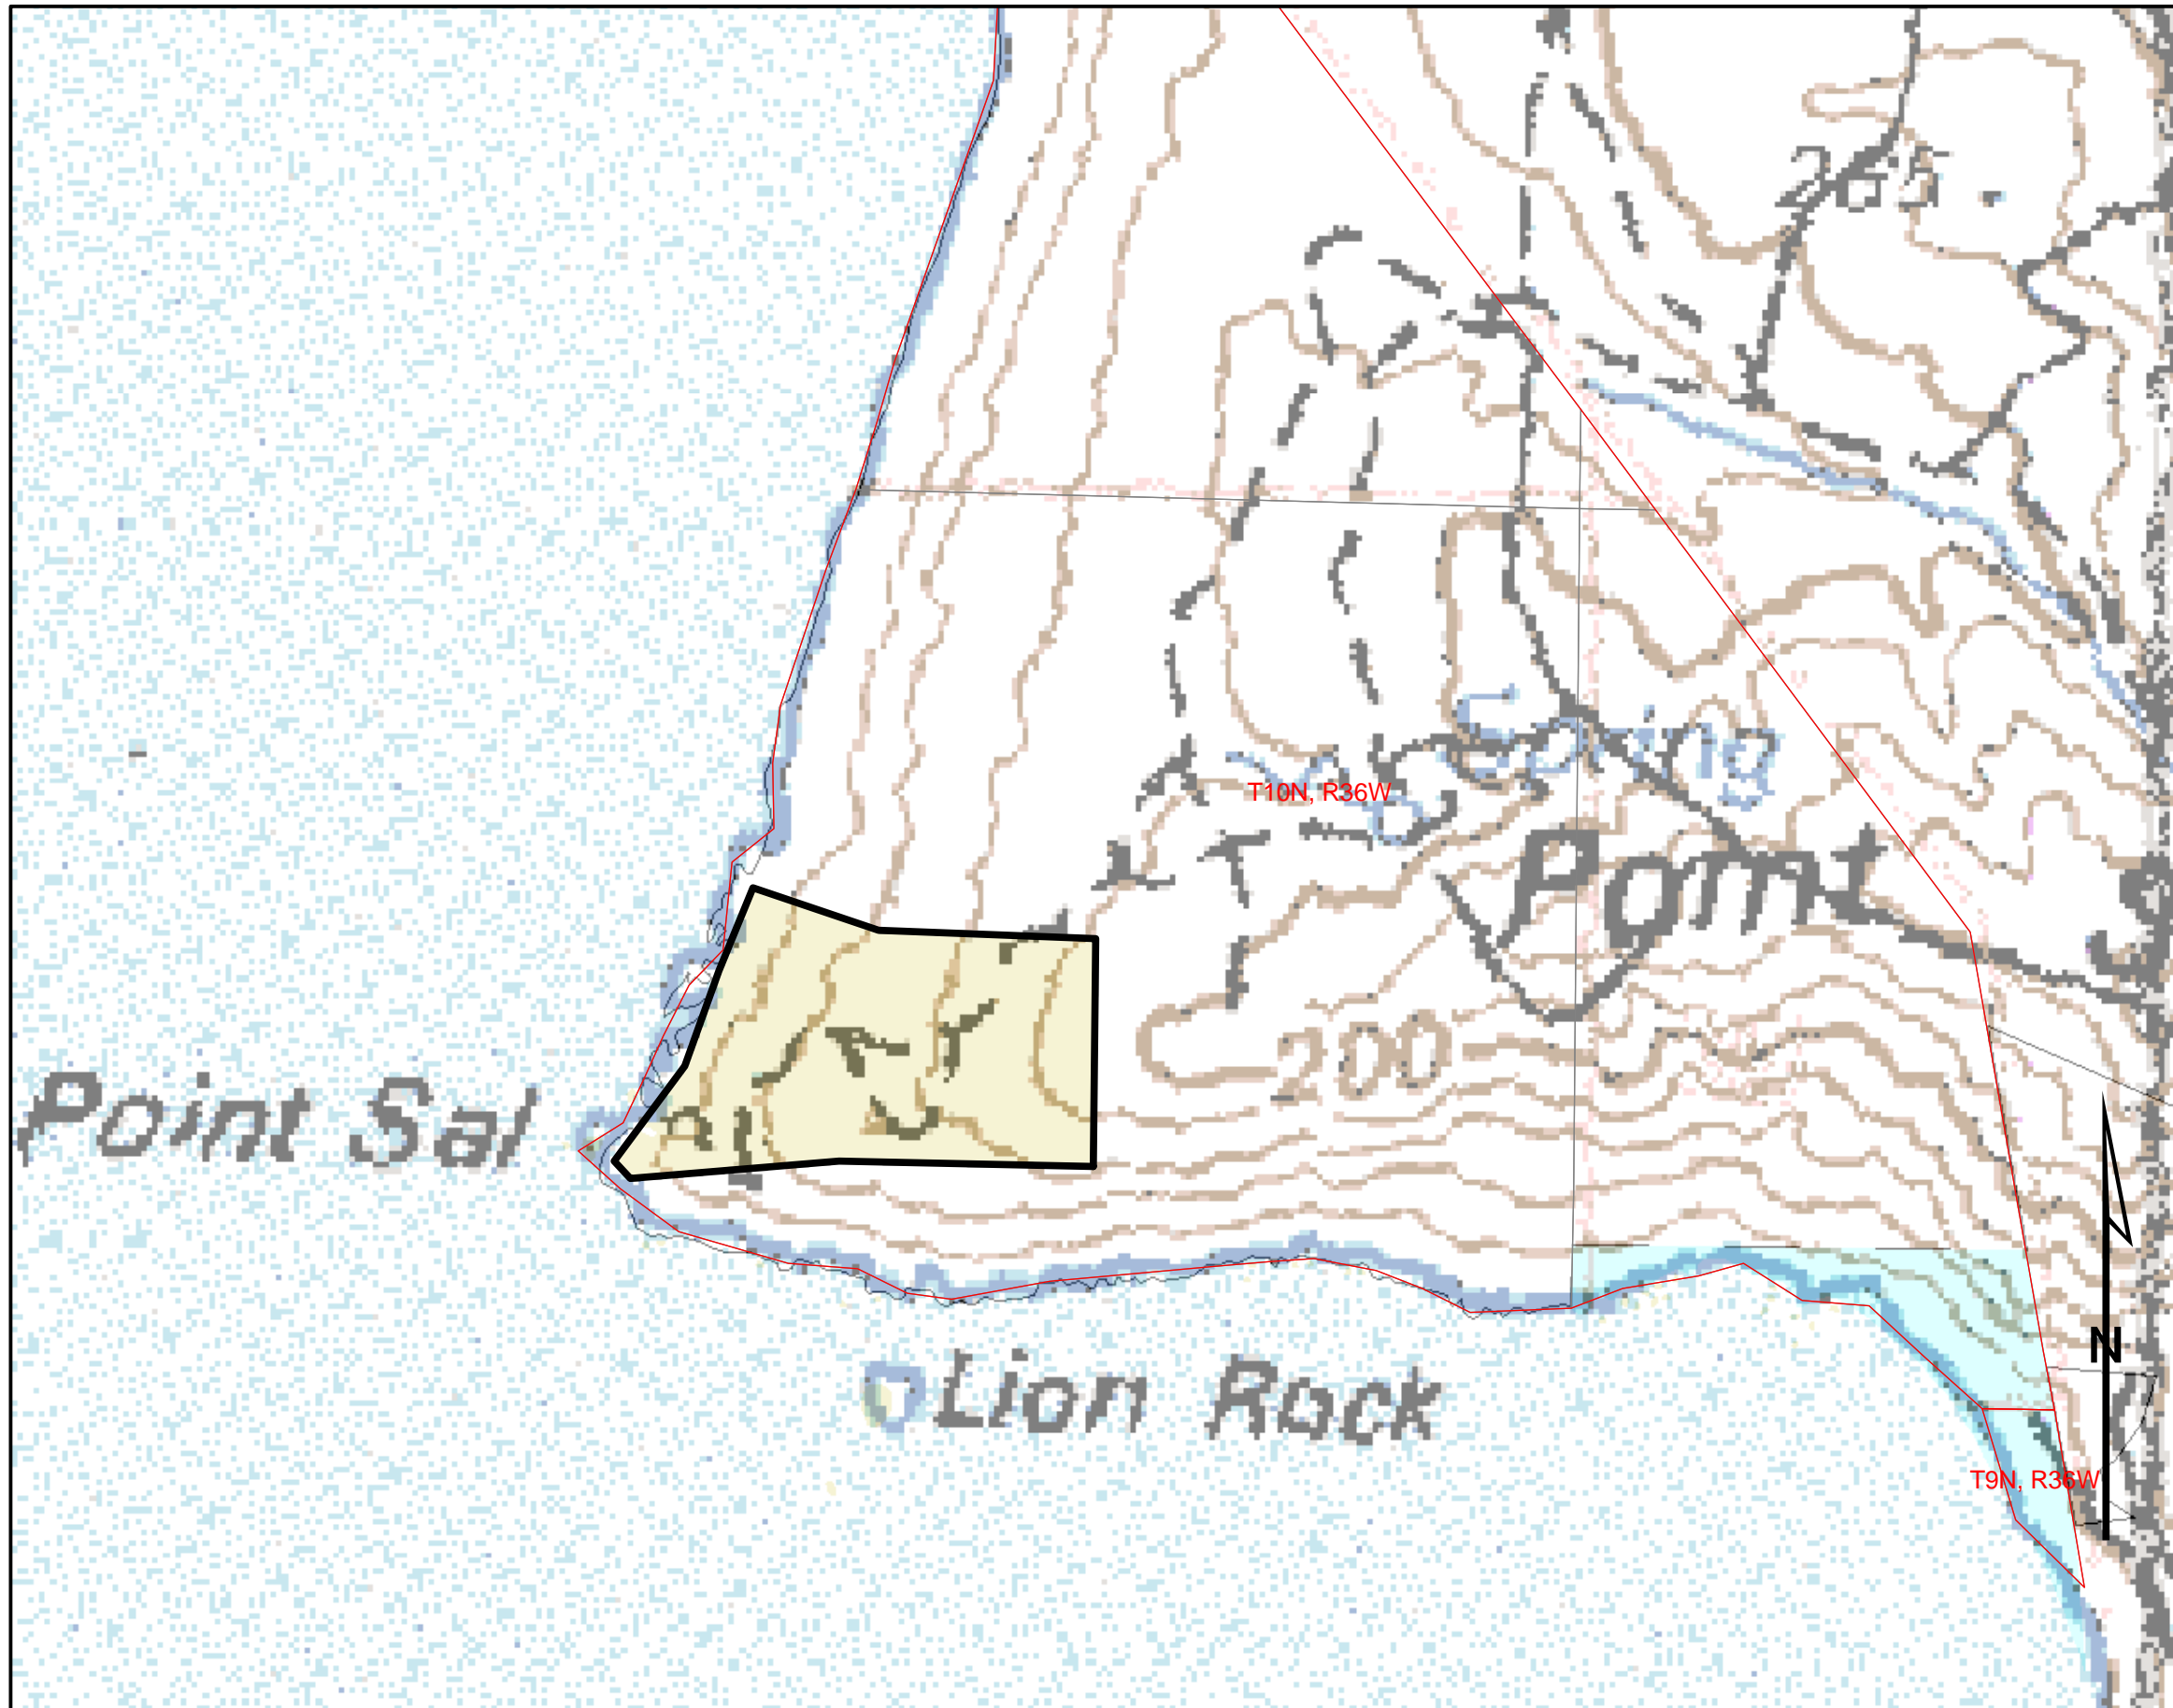 265
Spring
T10N, R36W
Point
200
Point Sal
Lion Rock
N
T9N, R36W